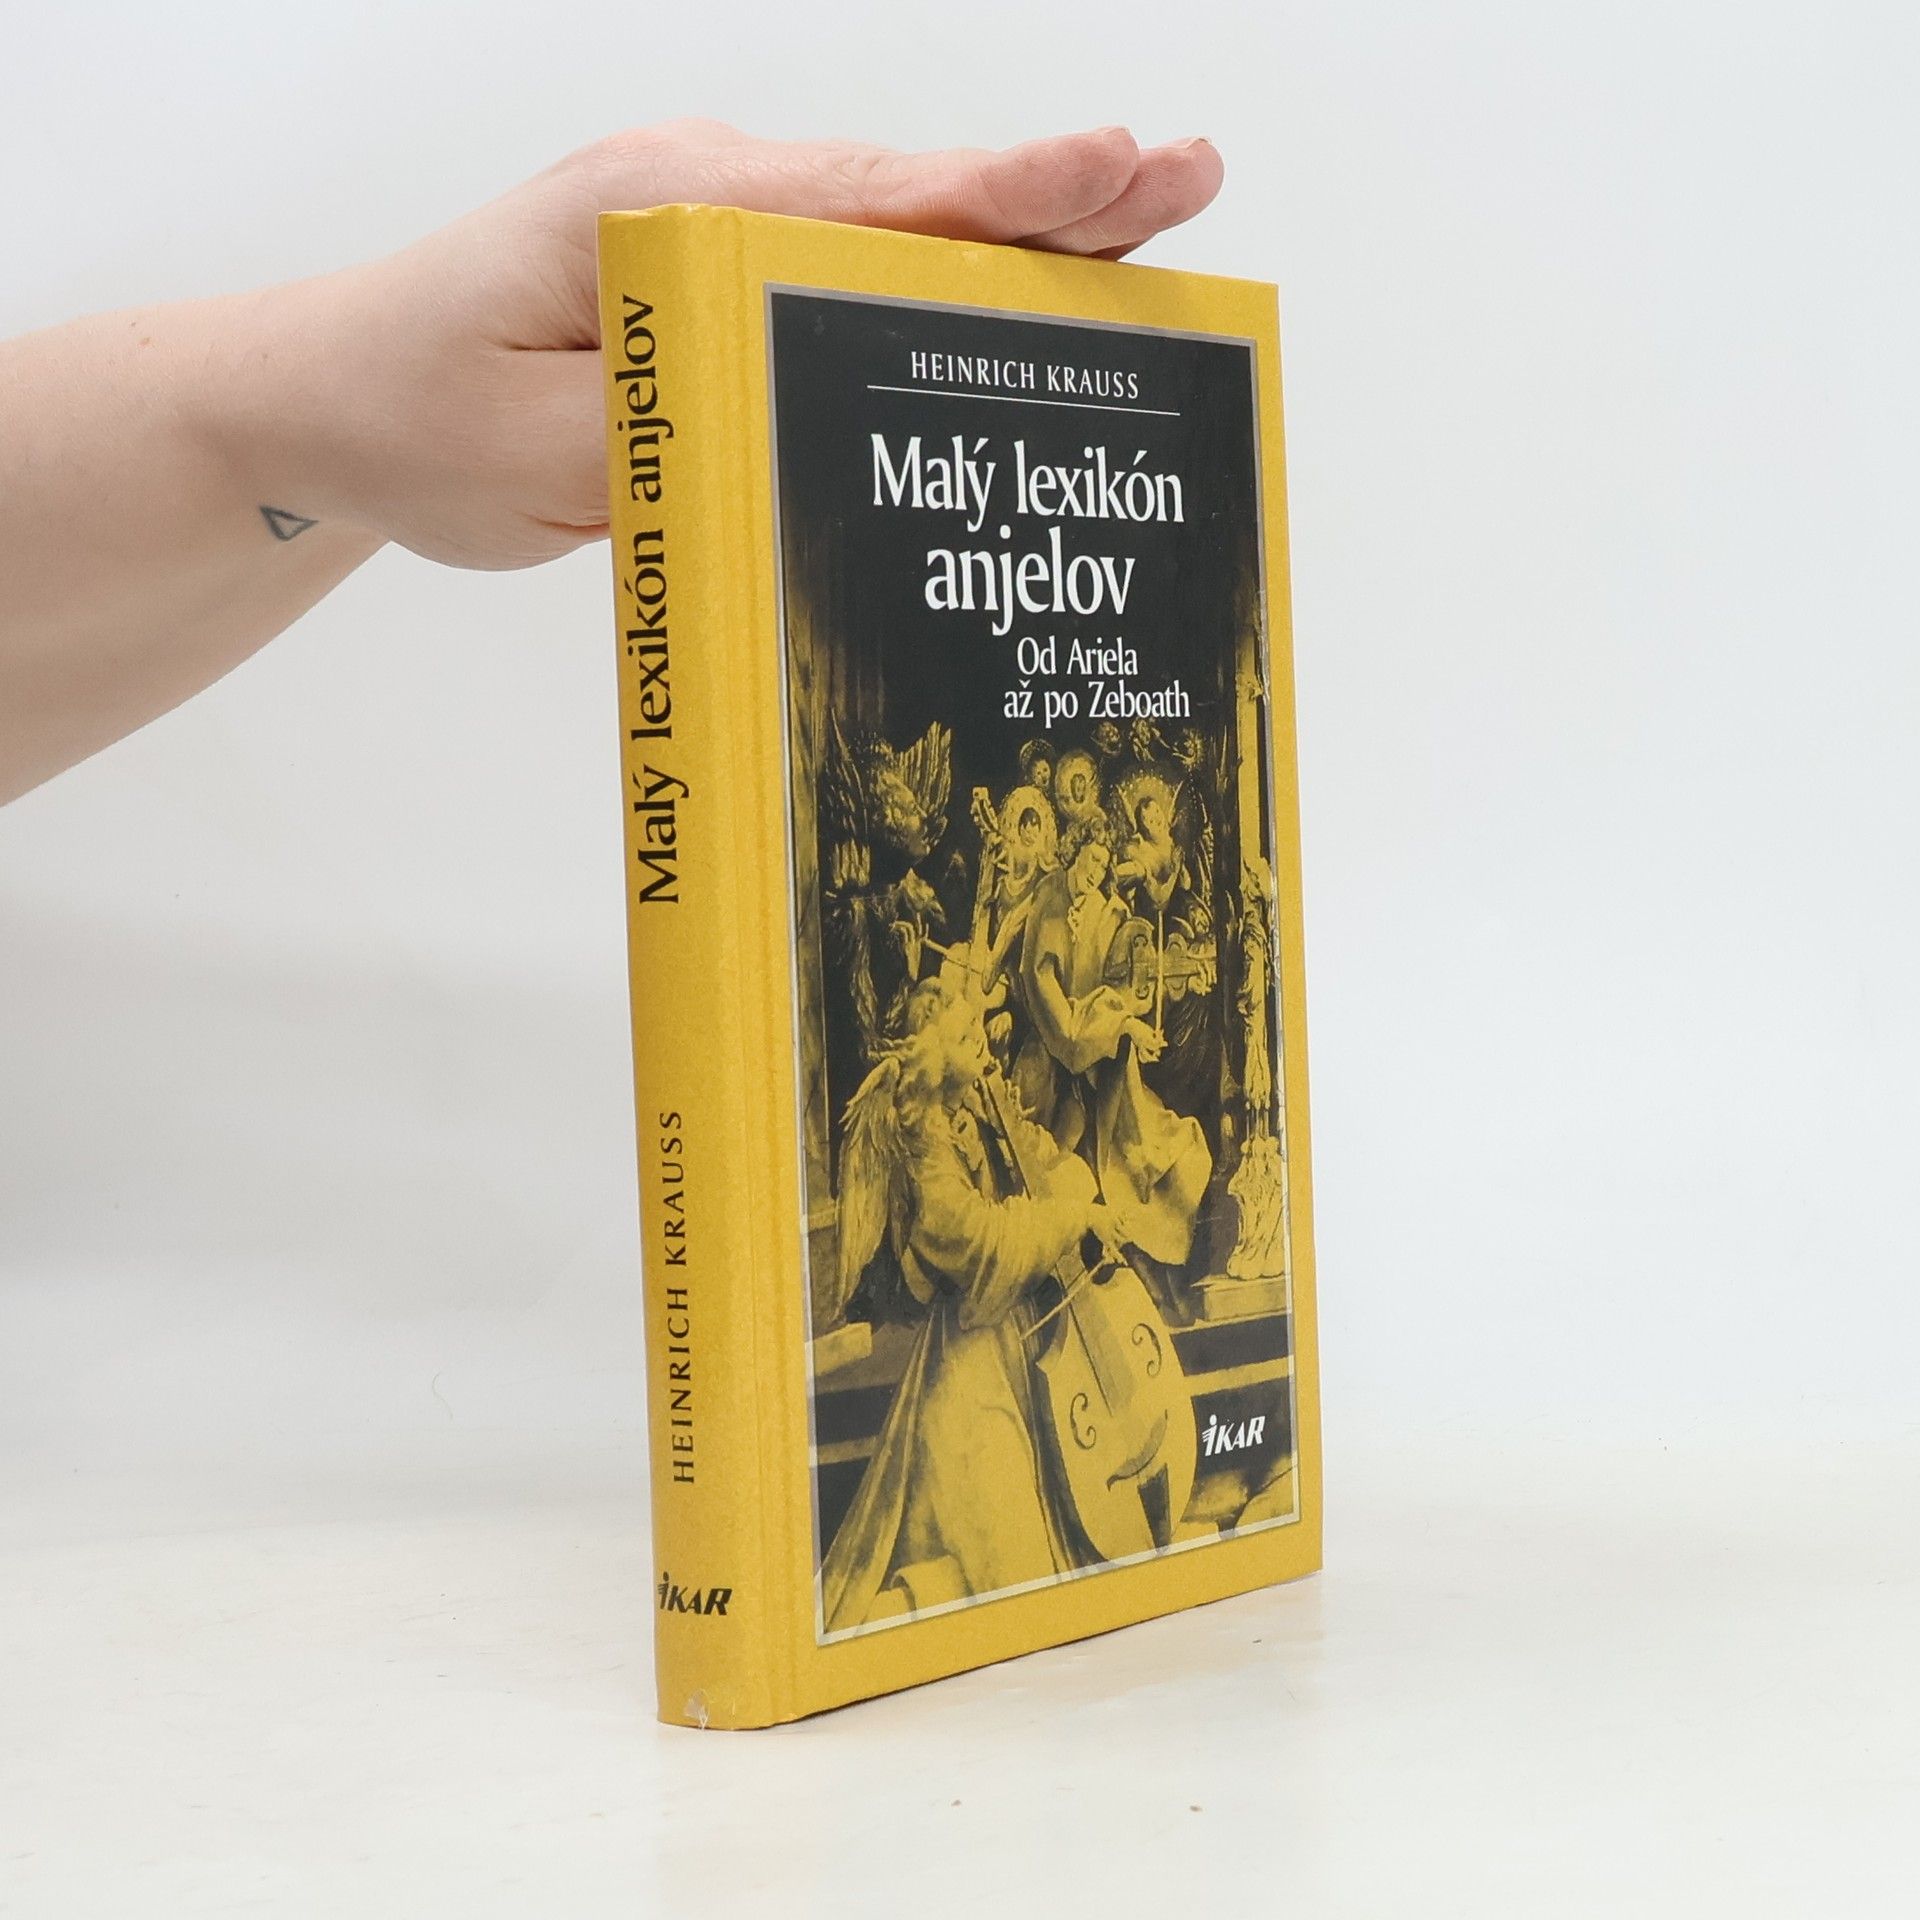 HEINRICH KRAUSS
Malý lexikón
anjelov
Od Ariela
až po Zeboath
IKAR
Malý lexikón anjelov
HEINRICH KRAUSS
IKAR